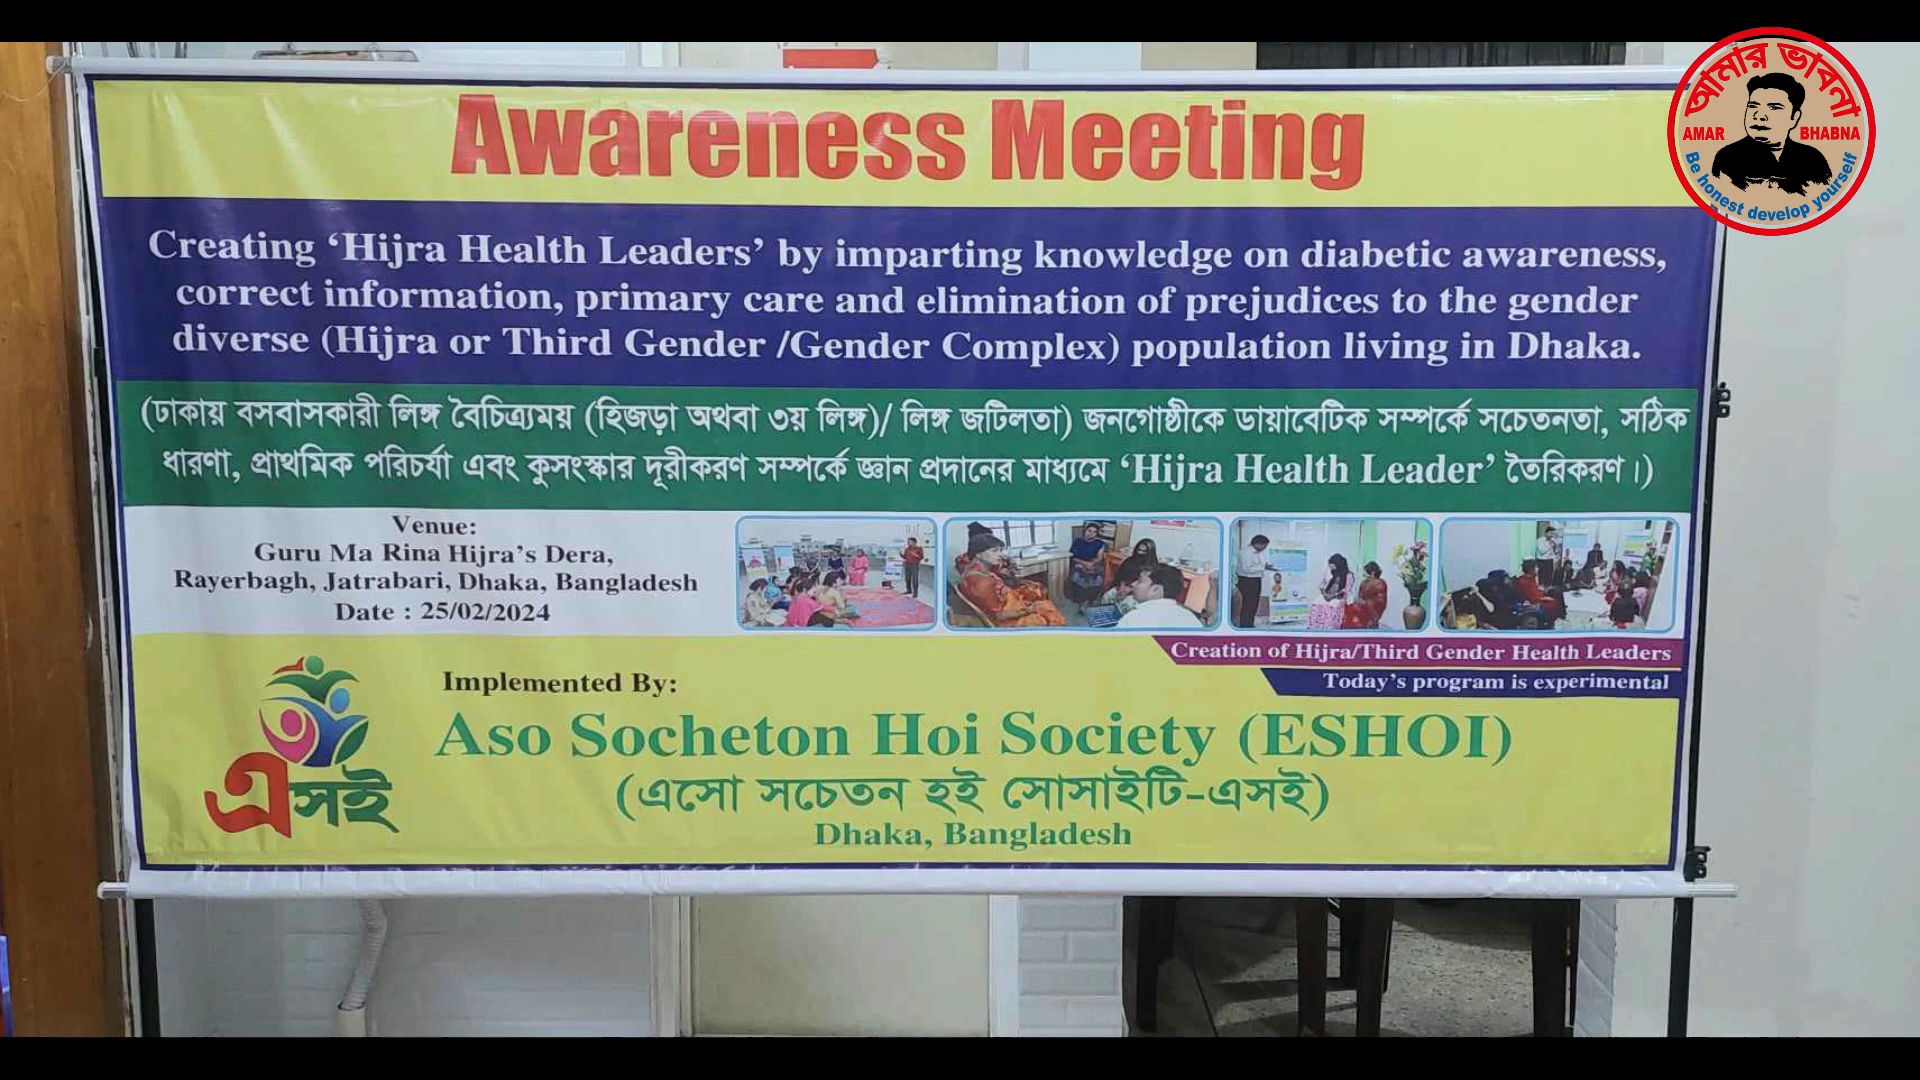 আমার ভাবনা
AMAR BHABNA
Be honest develop yourself
Awareness Meeting
Creating ‘Hijra Health Leaders’ by imparting knowledge on diabetic awareness,
correct information, primary care and elimination of prejudices to the gender
diverse (Hijra or Third Gender /Gender Complex) population living in Dhaka.
(ঢাকায় বসবাসকারী লিঙ্গ বৈচিত্র্যময় (হিজড়া অথবা ৩য় লিঙ্গ)/ লিঙ্গ জটিলতা) জনগোষ্ঠীকে ডায়াবেটিক সম্পর্কে সচেতনতা, সঠিক
ধারণা, প্রাথমিক পরিচর্যা এবং কুসংস্কার দূরীকরণ সম্পর্কে জ্ঞান প্রদানের মাধ্যমে ‘Hijra Health Leader’ তৈরিকরণ।)
Venue:
Guru Ma Rina Hijra’s Dera,
Rayerbagh, Jatrabari, Dhaka, Bangladesh
Date : 25/02/2024
Creation of Hijra/Third Gender Health Leaders
Today’s program is experimental
Implemented By:
Aso Socheton Hoi Society (ESHOI)
(এসো সচেতন হই সোসাইটি-এসই)
Dhaka, Bangladesh
এসই